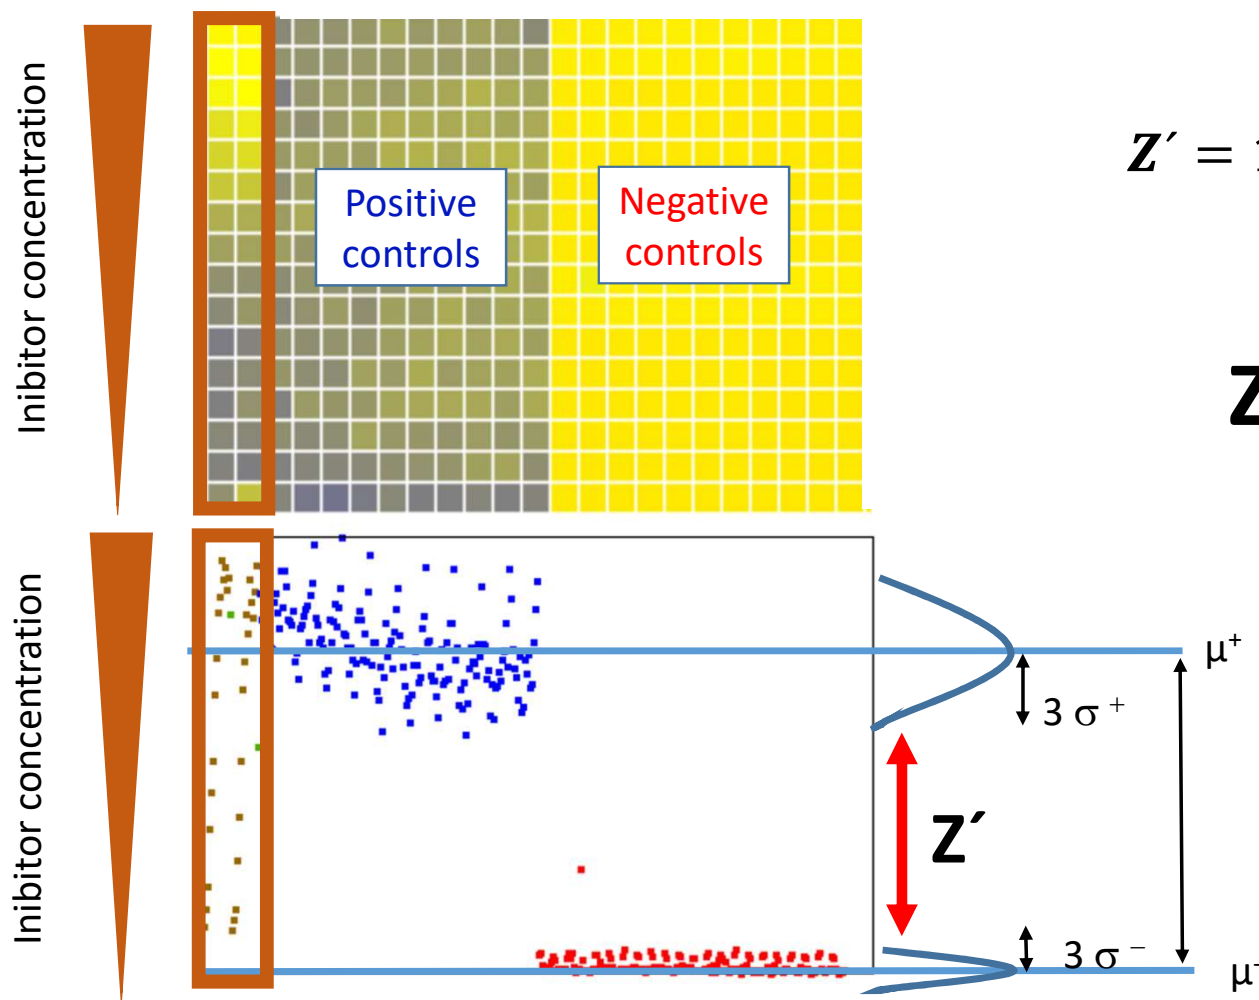 Inibitor concentration
Positive
controls
Negative
controls
Z′ =
Z
Inibitor concentration
μ+
3 σ +
Z′
3 σ −
μ-